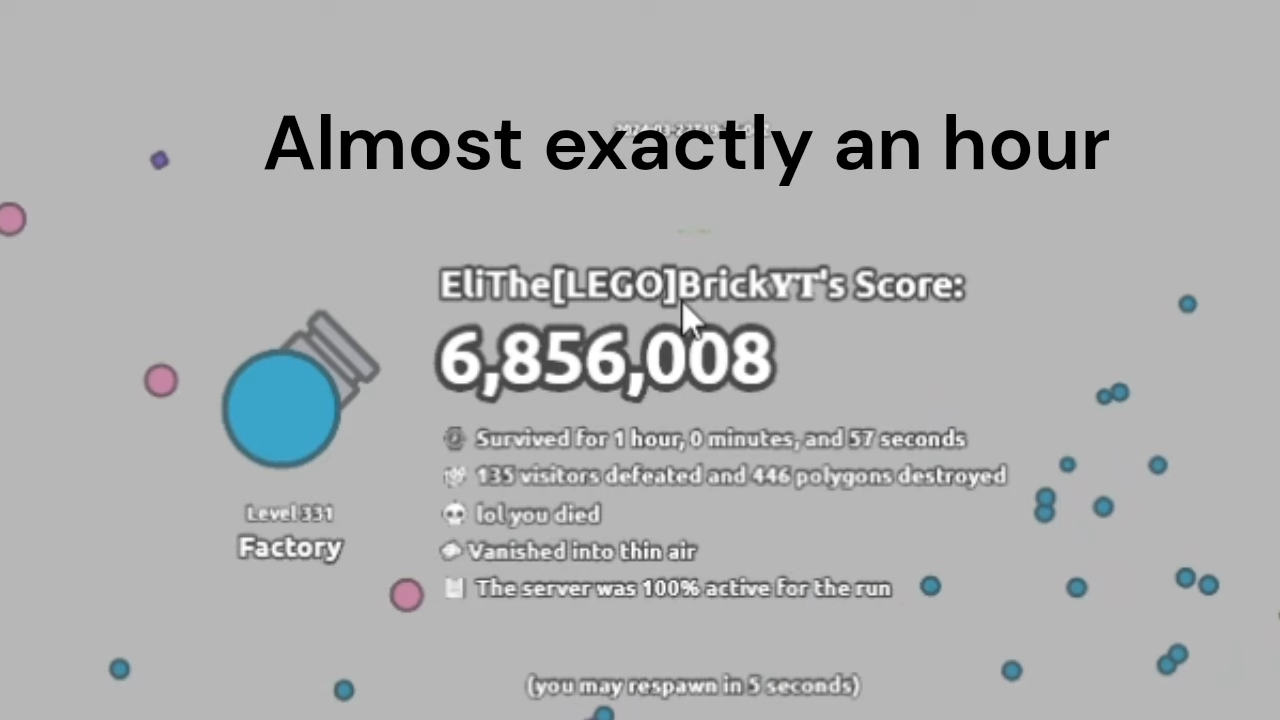 Almost exactly an hour
EliThe[LEGO]Brick𝐘𝐓's Score:
6,856,008
Survived for 1 hour, 0 minutes, and 57 seconds
135 visitors defeated and 446 polygons destroyed
lol you died
Vanished into thin air
The server was 100% active for the run
Level 331
Factory
(you may respawn in 5 seconds)